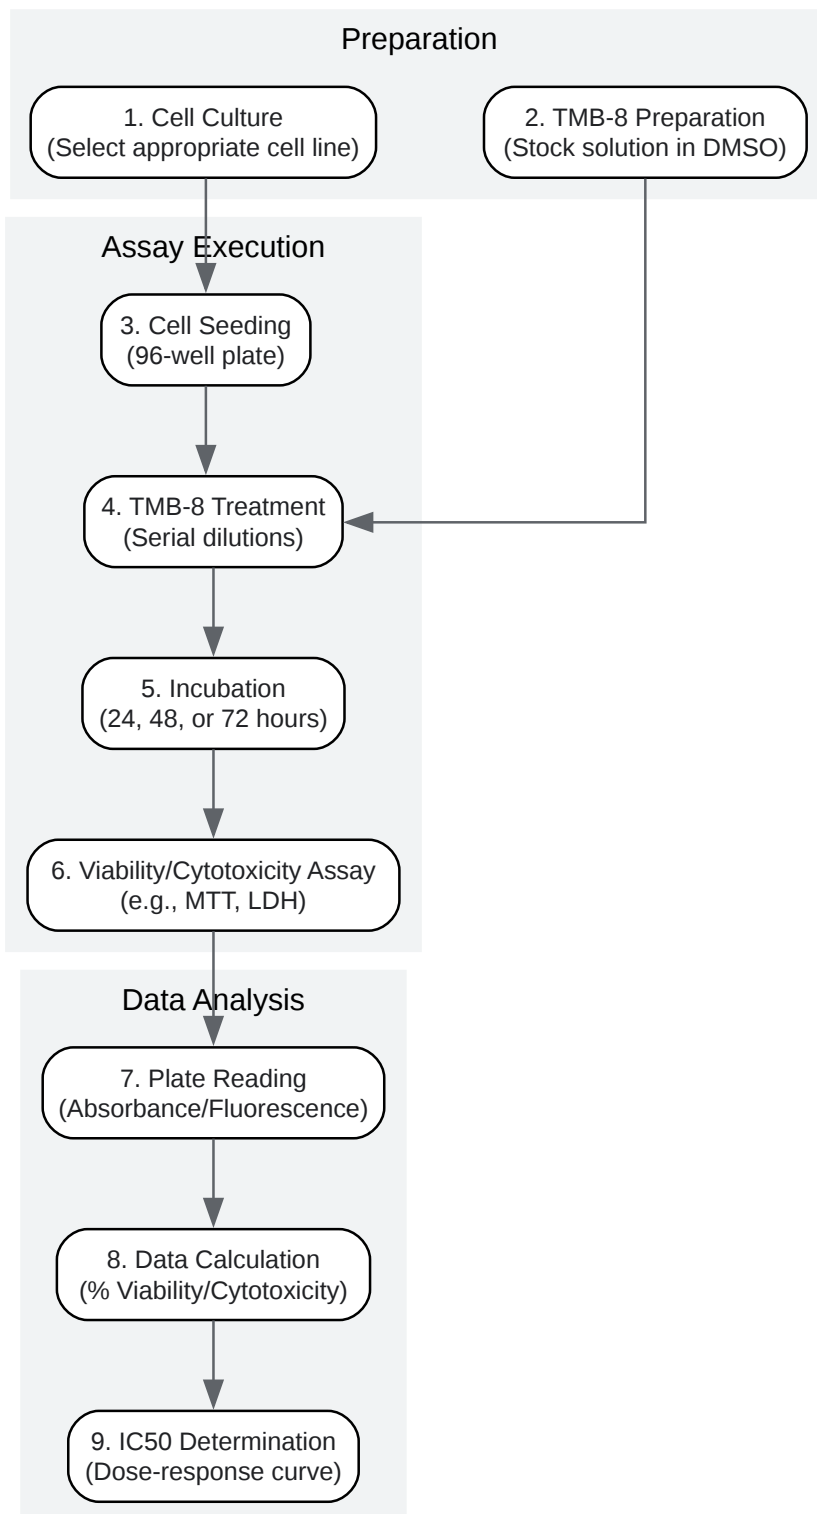 Preparation
1. Cell Culture
(Select appropriate cell line)
2. TMB-8 Preparation
(Stock solution in DMSO)
Assay Execution
3. Cell Seeding
(96-well plate)
4. TMB-8 Treatment
(Serial dilutions)
5. Incubation
(24, 48, or 72 hours)
6. Viability/Cytotoxicity Assay
(e.g., MTT, LDH)
Data Analysis
7. Plate Reading
(Absorbance/Fluorescence)
8. Data Calculation
(% Viability/Cytotoxicity)
9. IC50 Determination
(Dose-response curve)